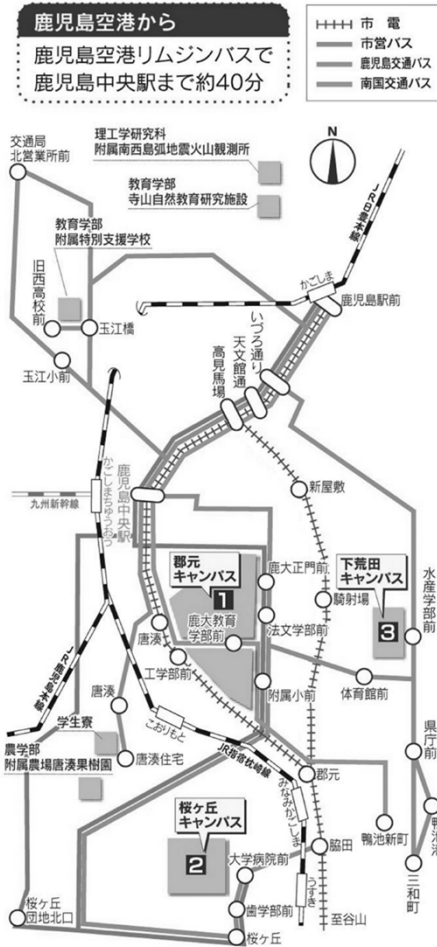 鹿児島空港から
鹿児島空港リムジンバスで
鹿児島中央駅まで約40分
市電
市営バス
鹿児島交通バス
南国交通バス
交通局
北営業所前
理工学研究科
附属南西島弧地震火山観測所
教育学部
寺山自然教育研究施設
N
JR日豊本線
教育学部
附属特別支援学校
旧西高校前
玉江橋
玉江小前
かごしま
鹿児島駅前
いづろ通り
天文館通
高見馬場
鹿児島中央駅
かごしまちゅうおう
九州新幹線
新屋敷
郡元
キャンパス
1
鹿大正門前
下荒田
キャンパス
3
水産学部前
騎射場
鹿大教育
学部前
法文学部前
唐湊
工学部前
附属小前
体育館前
JR鹿児島本線
唐湊
学生寮
こおりもと
県庁前
農学部
附属農場唐湊果樹園
唐湊住宅
JR指宿枕崎線
郡元
みなみかごしま
桜ヶ丘
キャンパス
2
鴨池新町
鴨池港
大学病院前
脇田
三和町
うすき
歯学部前
桜ヶ丘
団地北口
桜ヶ丘
至谷山